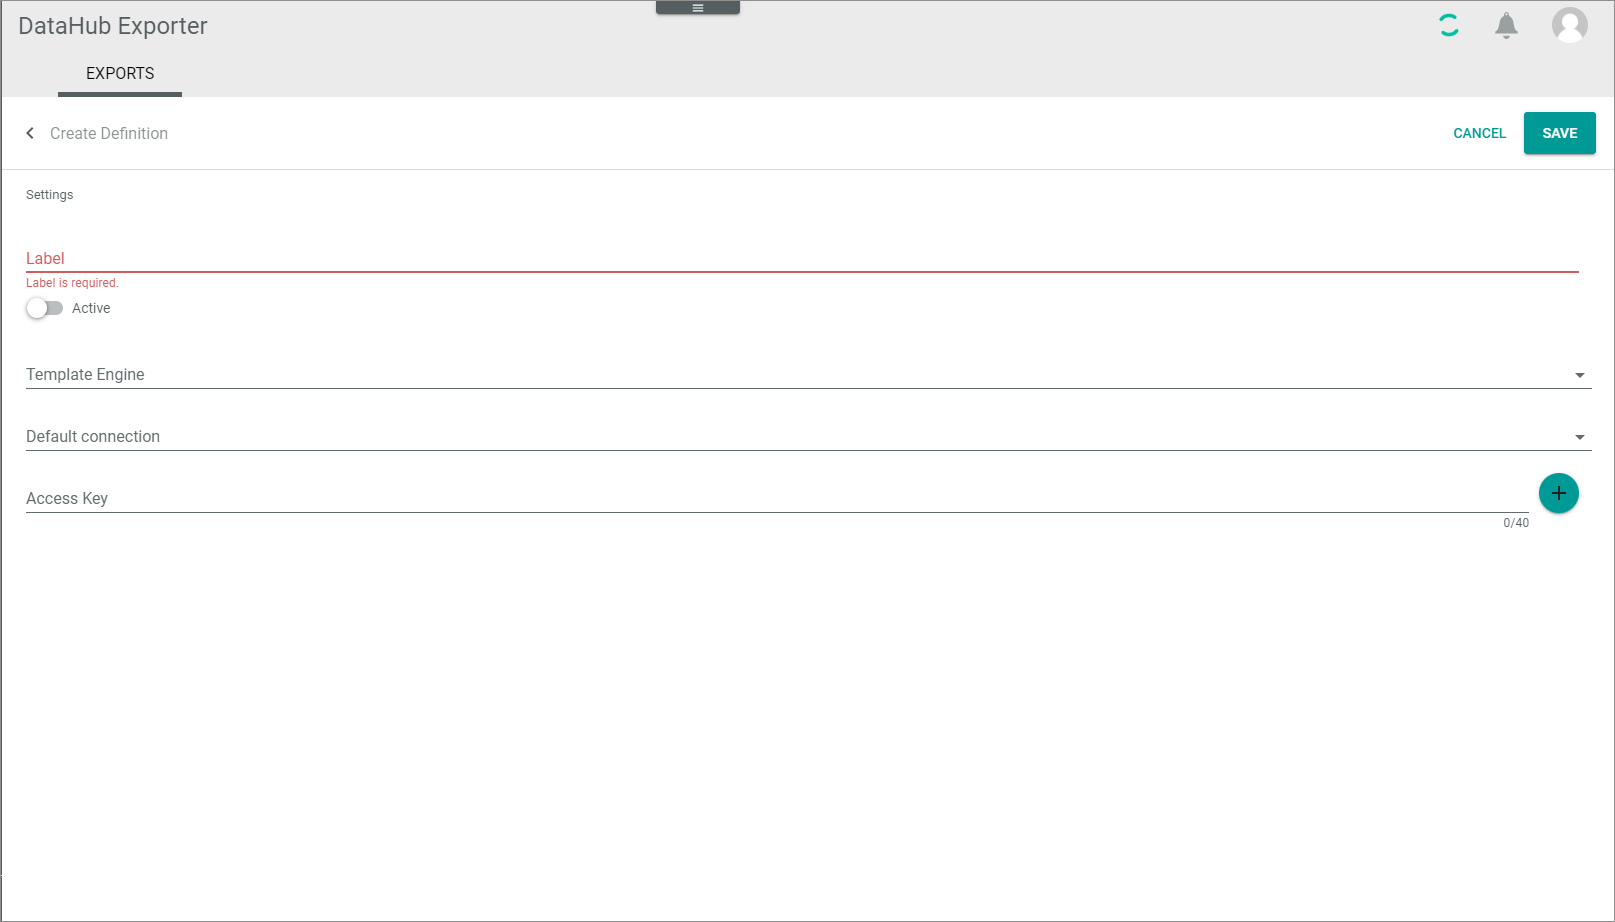 DataHub Exporter
EXPORTS
Create Definition
CANCEL
SAVE
Settings
Label
Label is required.
Active
Template Engine
Default connection
Access Key
0/40